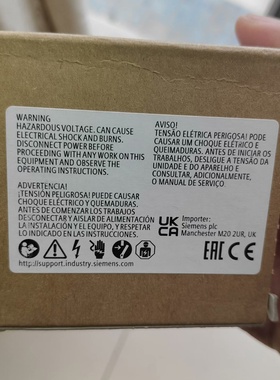 WARNING
HAZARDOUS VOLTAGE. CAN CAUSE
ELECTRICAL SHOCK AND BURNS.
DISCONNECT POWER BEFORE
PROCEEDING WITH ANY WORK ON THIS
EQUIPMENT AND OBSERVE THE
OPERATING INSTRUCTIONS.
ADVERTENCIA!
¡TENSIÓN PELIGROSA! PUEDE CAUSAR
CHOQUE ELÉCTRICO Y QUEMADURAS.
ANTES DE COMENZAR LOS TRABAJOS
DESCONECTAR Y AISLAR DE ALIMENTACION
LA INSTALACIÓN Y EL EQUIPO, Y RESPETAR
LO INDICADO EN LAS INSTRUCCIONES.
http://support.industry.siemens.com
AVISO!
TENSÃO ELÉTRICA PERIGOSA! PODE
CAUSAR UM CHOQUE ELÉTRICO E
QUEIMADURAS. ANTES DE INICIAR OS
TRABALHOS, DESLIGUE A TENSÃO DA
UNIDADE E DO APARELHO E
CONSULTAR, ADICIONALMENTE,
O MANUAL DE SERVIÇO.
UK
CA
Importer:
Siemens plc
Manchester M20 2UR, UK
EAC CE